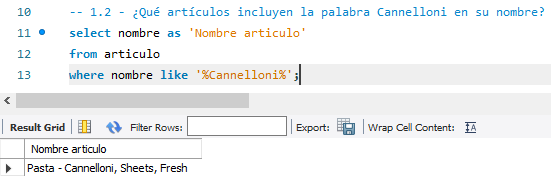 10 -- 1.2 - ¿Qué artículos incluyen la palabra Cannelloni en su nombre?
11 select nombre as 'Nombre articulo'
12 from articulo
13 where nombre like '%Cannelloni%';
Result Grid Filter Rows: Export: Wrap Cell Content: IA
Nombre articulo
Pasta - Cannelloni, Sheets, Fresh